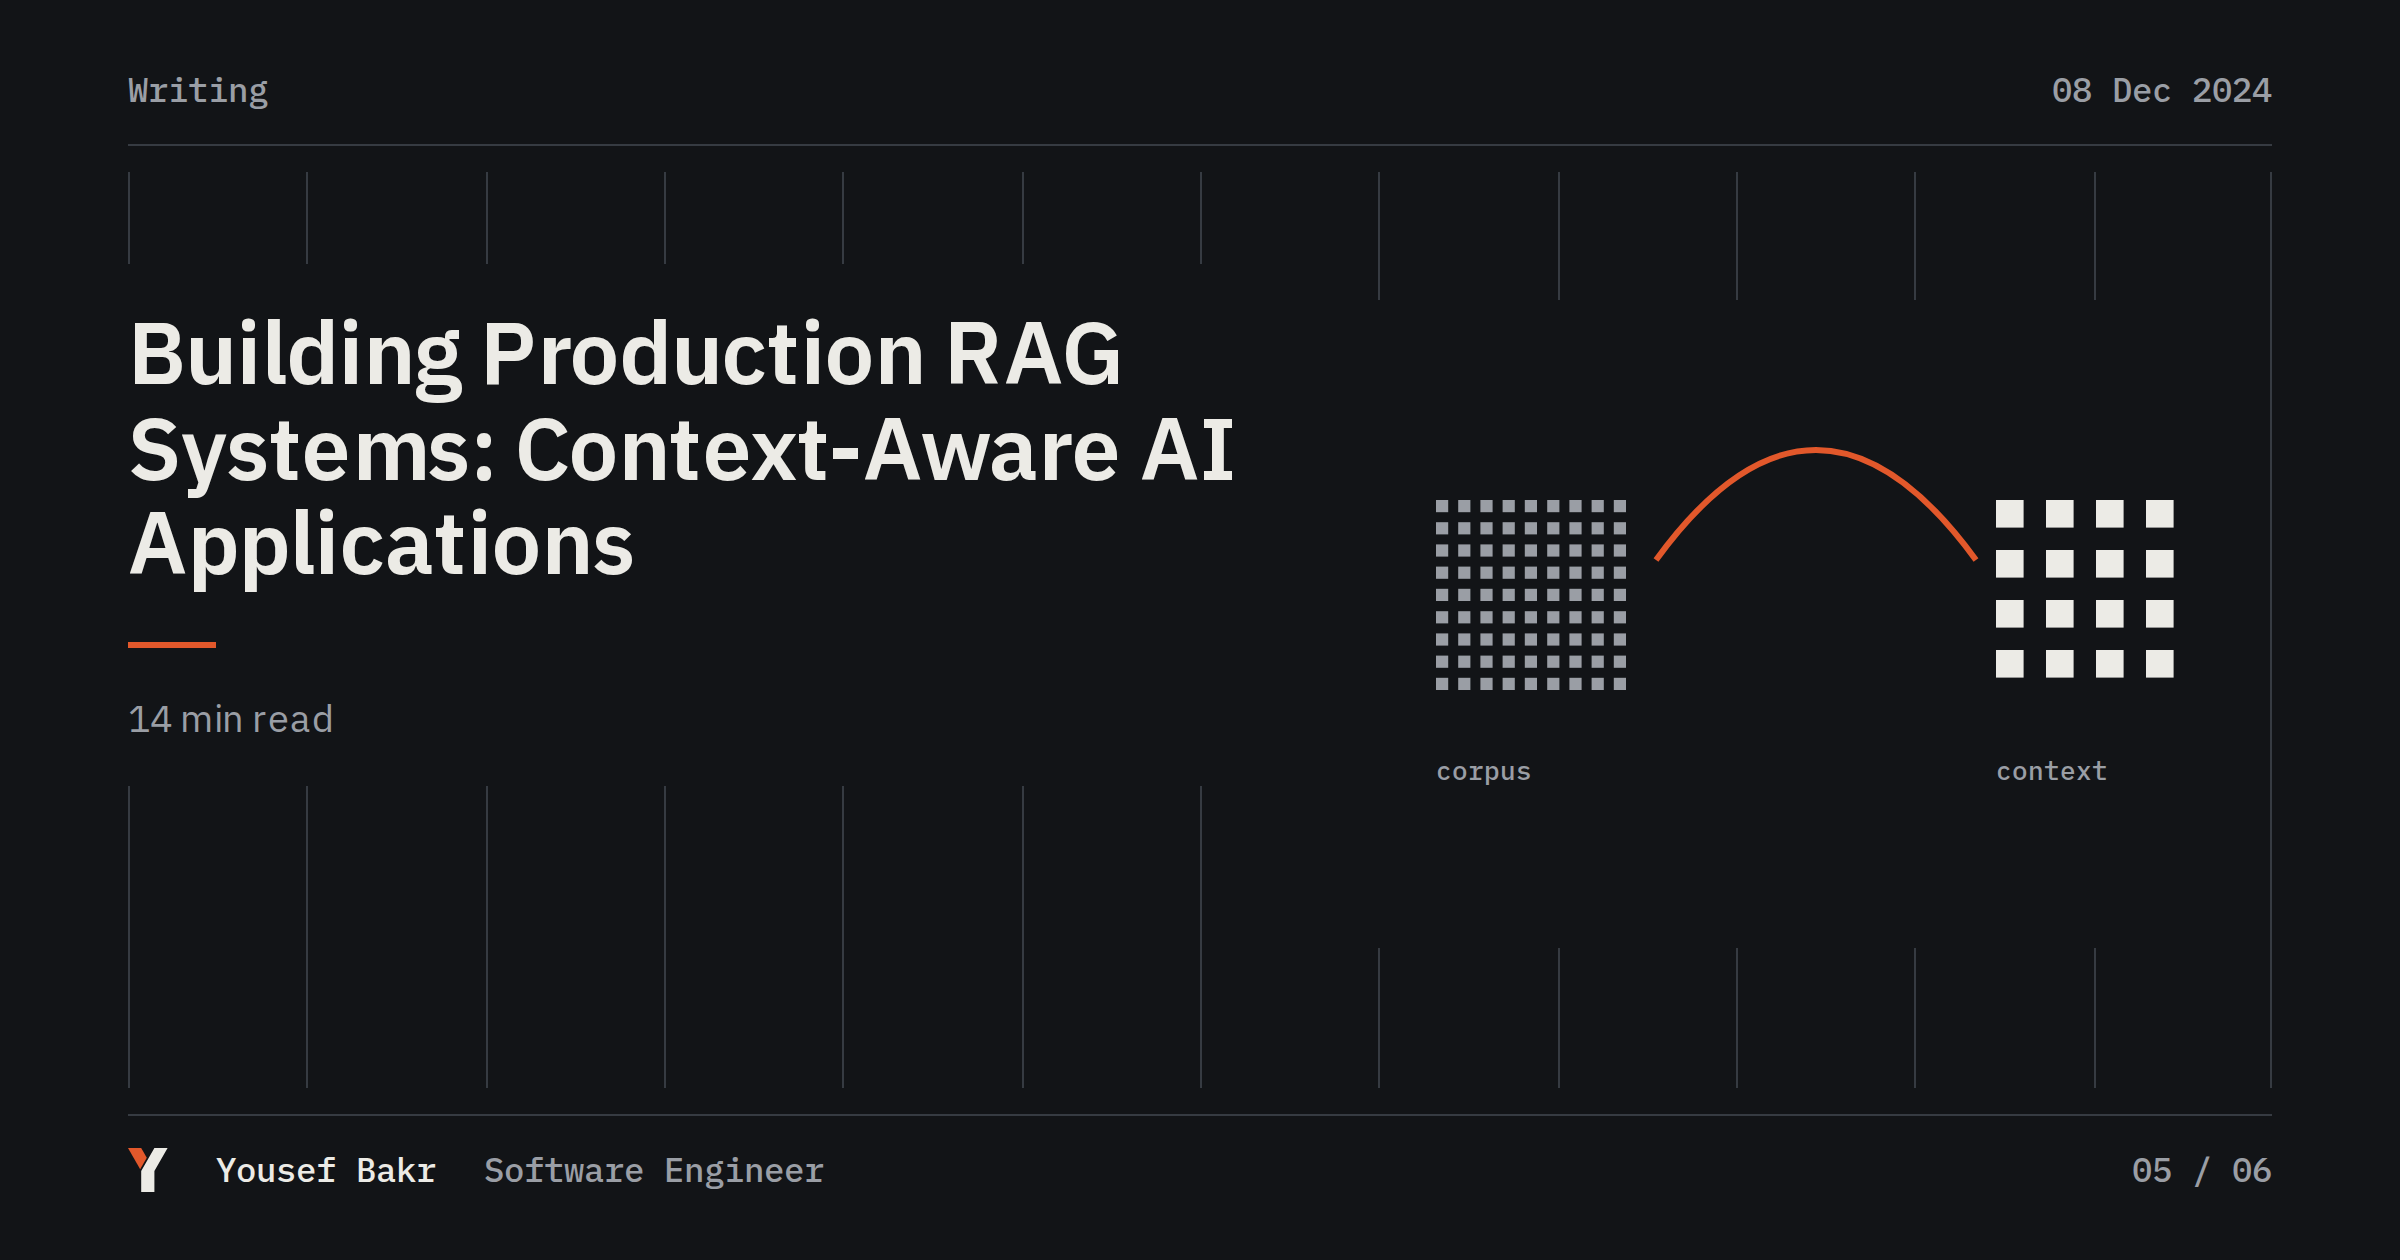 Writing
08 Dec 2024
Building Production RAG
Systems: Context-Aware AI
Applications
14 min read
corpus
context
Yousef Bakr
Software Engineer
05 / 06